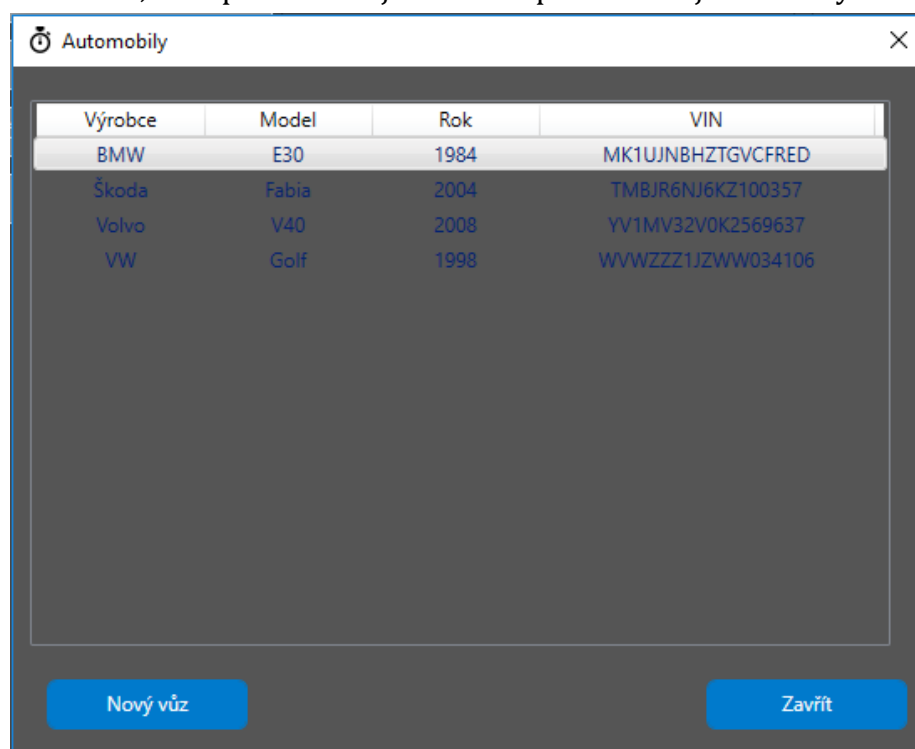 Automobily
Výrobce Model Rok VIN
BMW E30 1984 MK1UJNBHZTGVCFRED
Škoda Fabia 2004 TMBJR6NJ6KZ100357
Volvo V40 2008 YV1MV32V0K2569637
VW Golf 1998 WVWZZZ1JZWW034106
Nový vůz Zavřít